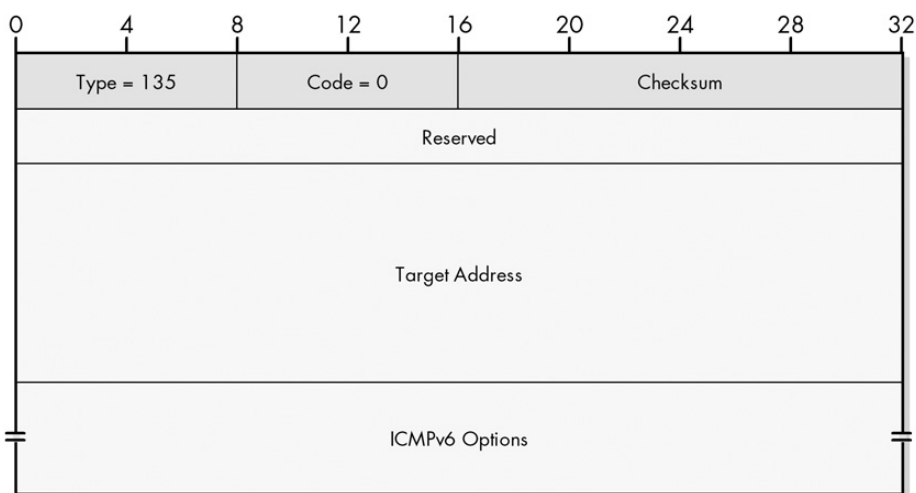 0 4 8 12 16 20 24 28 32
Type = 135 Code = 0 Checksum
Reserved
Target Address
ICMPv6 Options